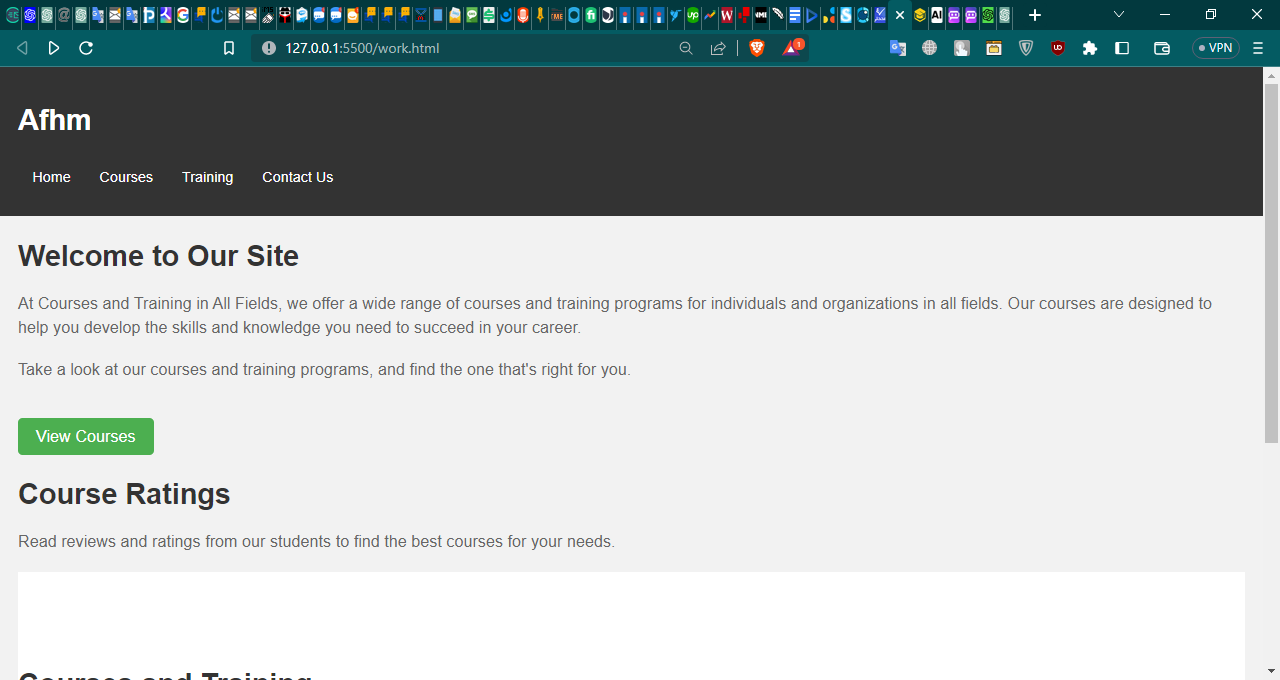 127.0.0.1:5500/work.html
1
VPN
Afhm
Home Courses Training Contact Us
Welcome to Our Site
At Courses and Training in All Fields, we offer a wide range of courses and training programs for individuals and organizations in all fields. Our courses are designed to
help you develop the skills and knowledge you need to succeed in your career.
Take a look at our courses and training programs, and find the one that's right for you.
View Courses
Course Ratings
Read reviews and ratings from our students to find the best courses for your needs.
Courses and Training